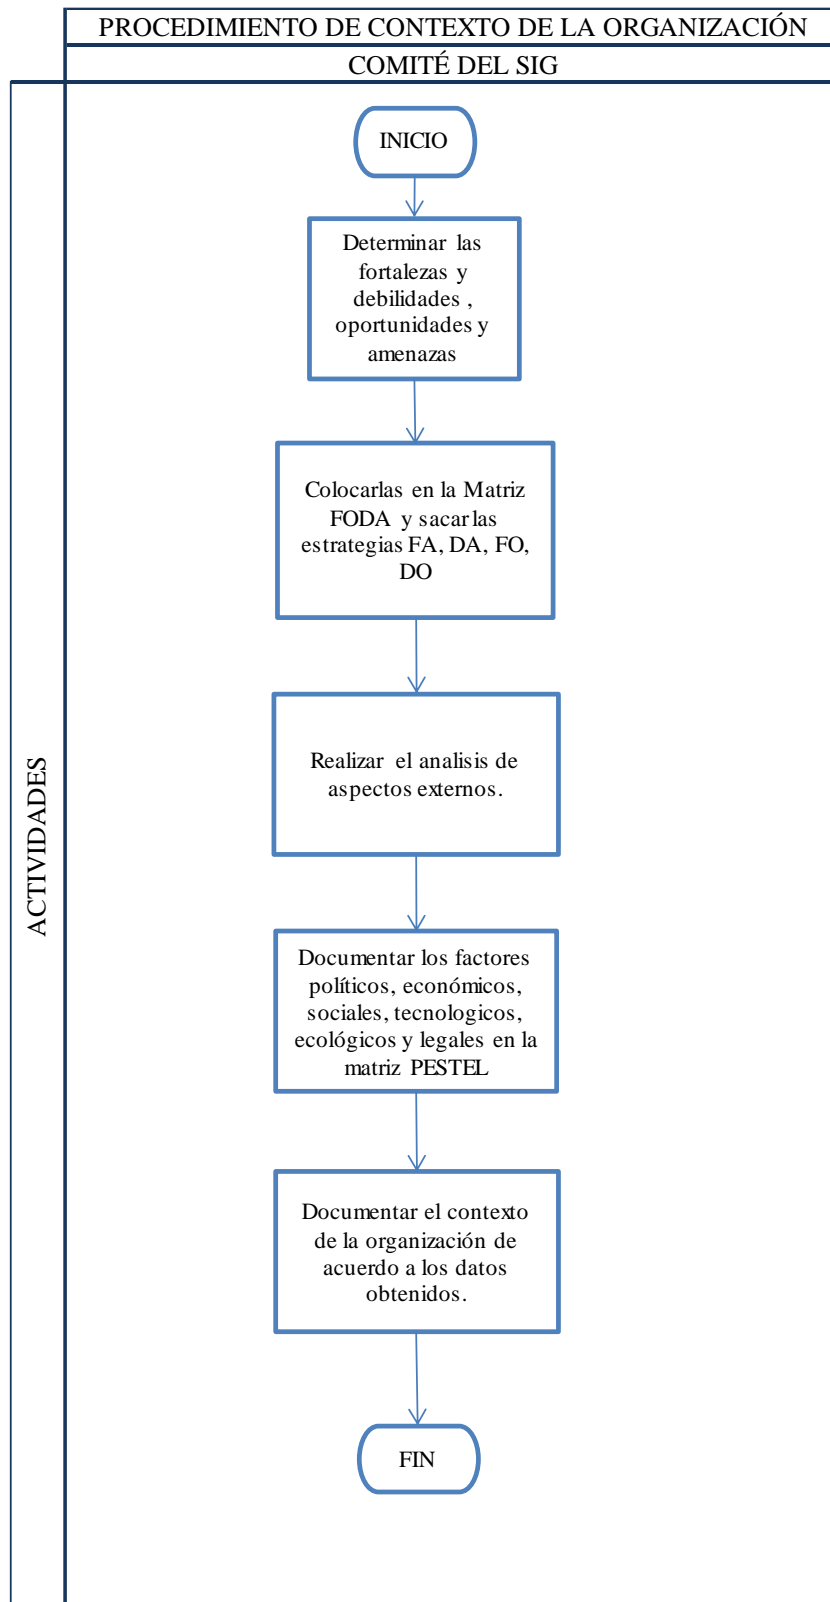 PROCEDIMIENTO DE CONTEXTO DE LA ORGANIZACIÓN
COMITÉ DEL SIG
ACTIVIDADES
INICIO
Determinar las
fortalezas y
debilidades ,
oportunidades y
amenazas
Colocarlas en la Matriz
FODA y sacar las
estrategias FA, DA, FO,
DO
Realizar el analisis de
aspectos externos.
Documentar los factores
políticos, económicos,
sociales, tecnologicos,
ecológicos y legales en la
matriz PESTEL
Documentar el contexto
de la organización de
acuerdo a los datos
obtenidos.
FIN